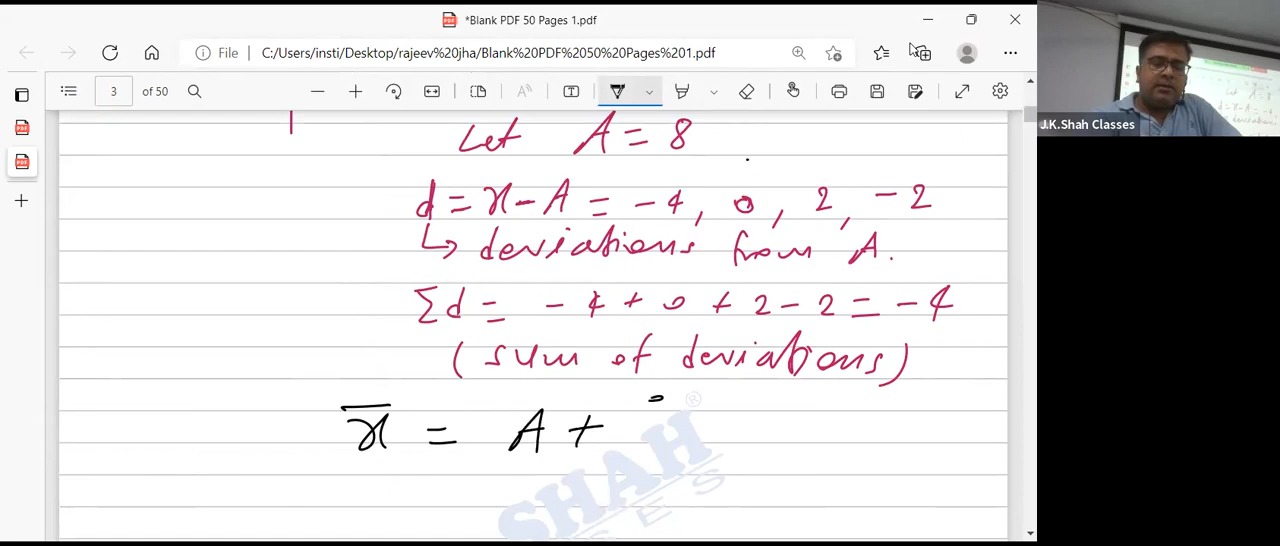 *Blank PDF 50 Pages 1.pdf
File C:/Users/insti/Desktop/rajeev%20jha/Blank%20PDF%2050%20Pages%201.pdf
3 of 50
J.K.Shah Classes
Let A = 8
d = x - A = -4, 0, 2, -2
↳ deviations from A.
Σd = -4 + 0 + 2 - 2 = -4
(sum of deviations)
x̄ = A +
SHAH
ES